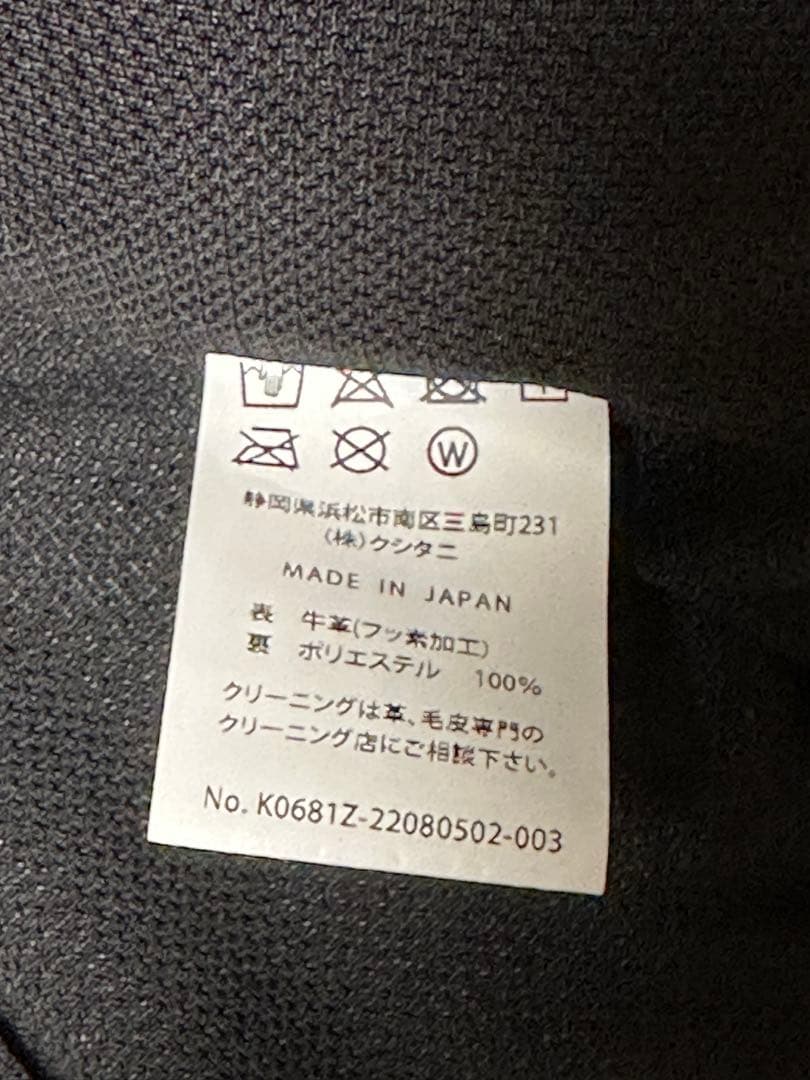 W
静岡県浜松市南区三島町231
(株)クシタニ
MADE IN JAPAN
表 牛革(フッ素加工)
裏 ポリエステル 100%
クリーニングは革、毛皮専門の
クリーニング店にご相談下さい。
No. K0681Z-22080502-003